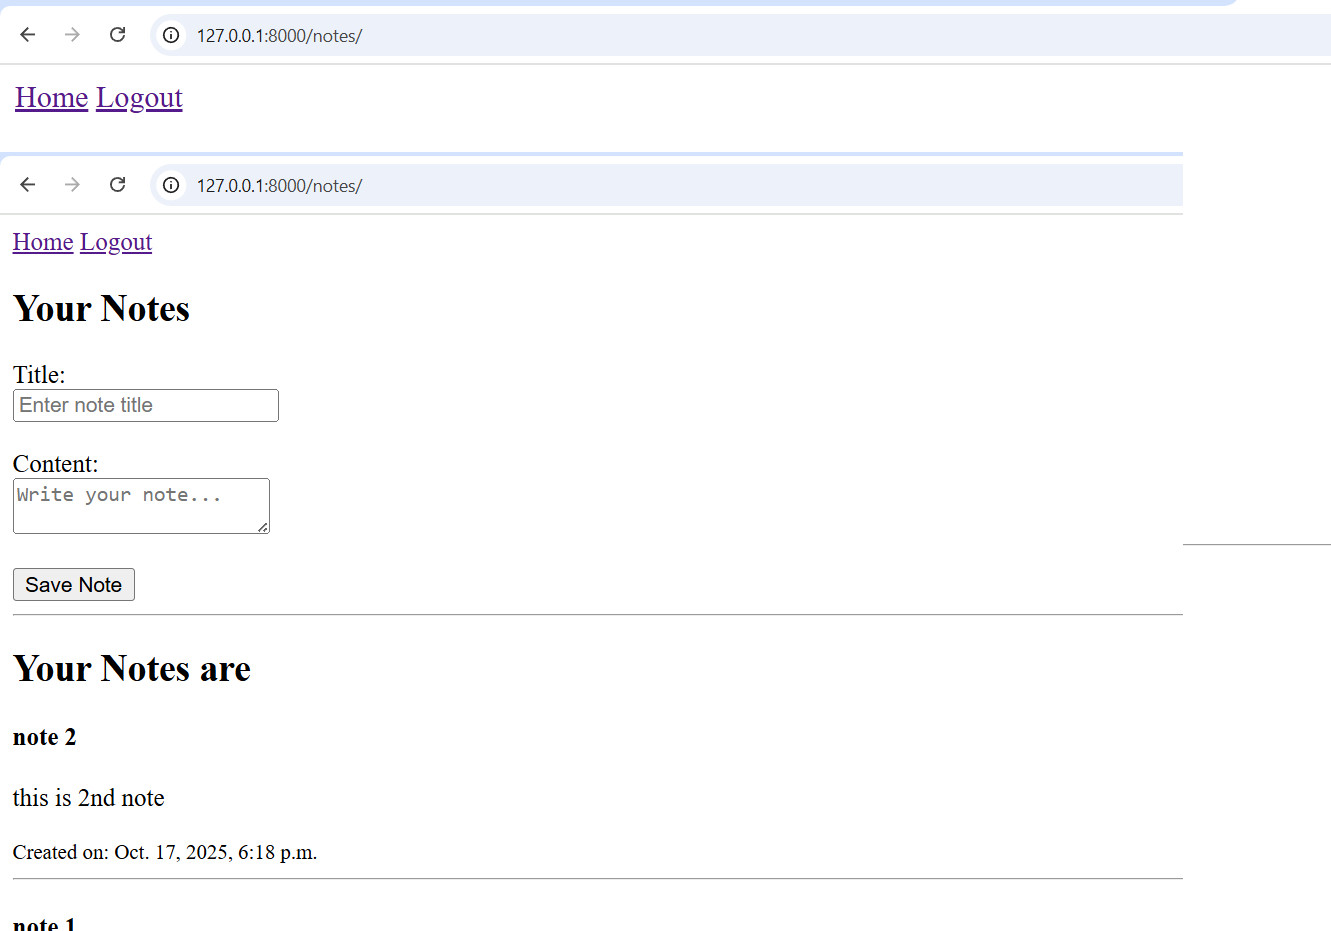 127.0.0.1:8000/notes/
Home Logout
127.0.0.1:8000/notes/
Home Logout
Your Notes
Title:
Enter note title
Content:
Write your note...
Save Note
Your Notes are
note 2
this is 2nd note
Created on: Oct. 17, 2025, 6:18 p.m.
note 1